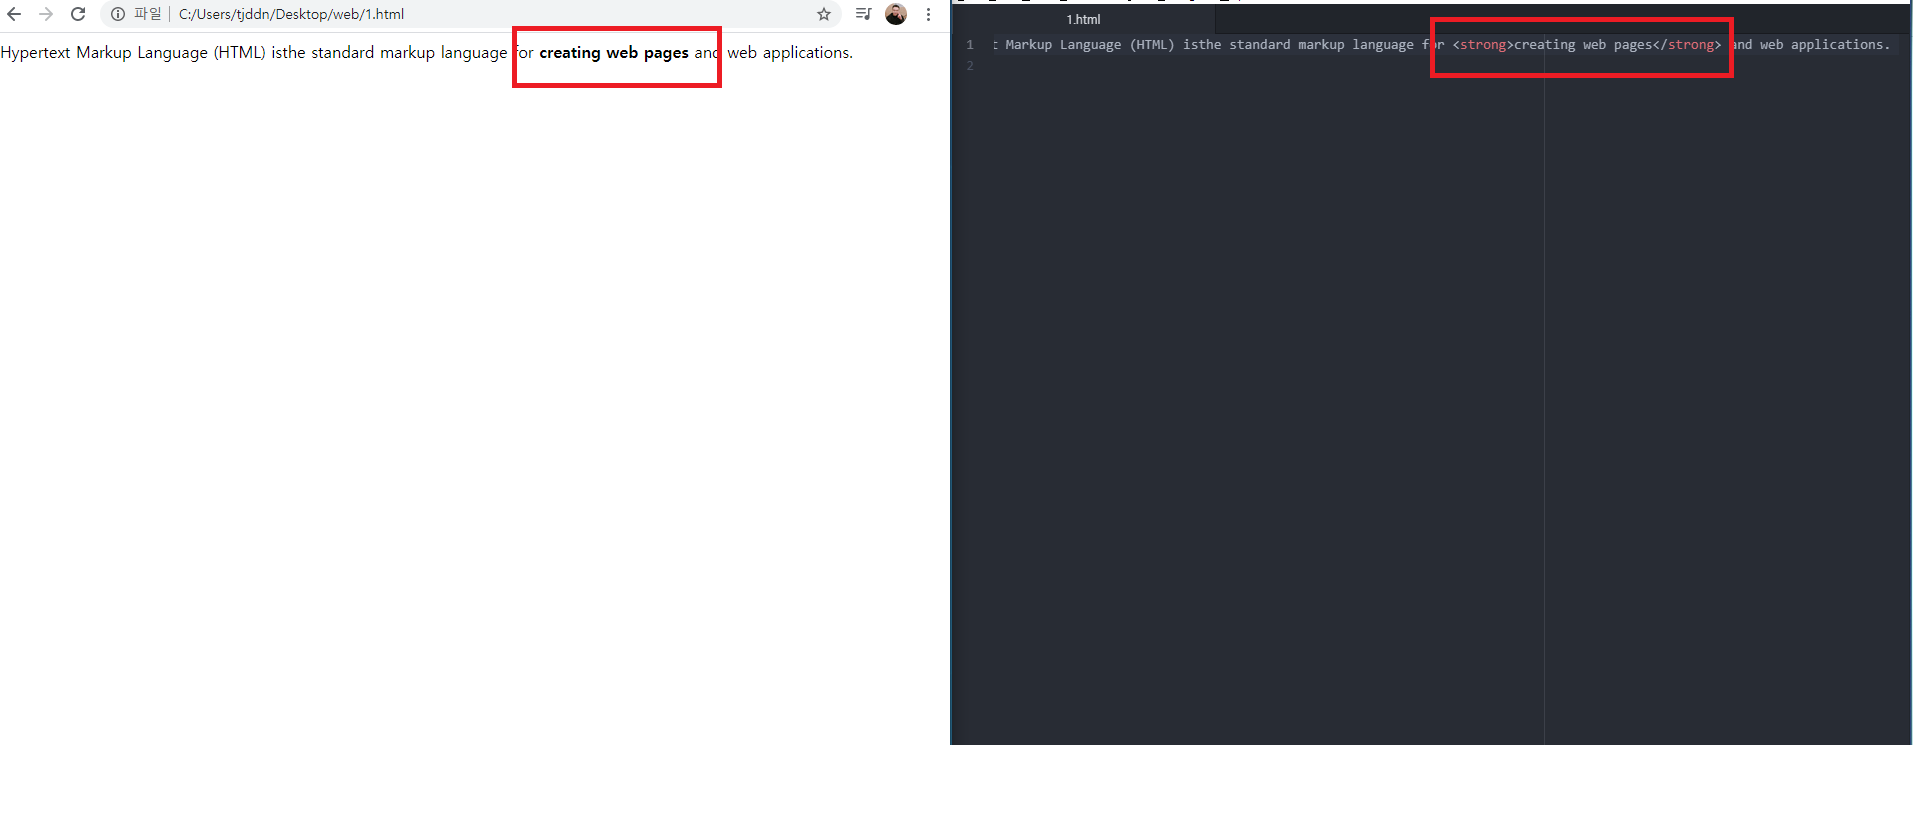 파일 C:/Users/tjddn/Desktop/web/1.html
Hypertext Markup Language (HTML) isthe standard markup language for creating web pages and web applications.
1.html
1 t Markup Language (HTML) isthe standard markup language for <strong>creating web pages</strong> and web applications.
2